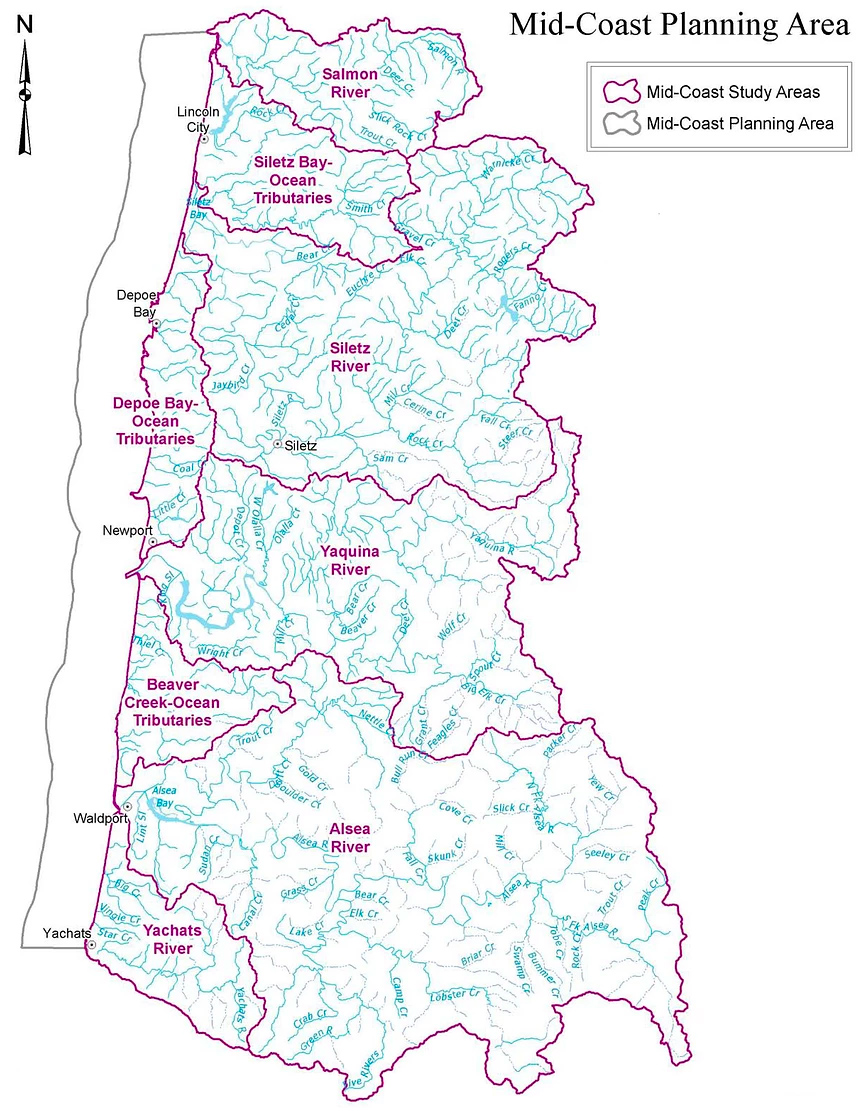 Mid-Coast Planning Area
N
Mid-Coast Study Areas
Mid-Coast Planning Area
Salmon R
Salmon
River
Deer Cr
Lincoln
City
Rock Cr
Slick Rock Cr
Trout Cr
Siletz Bay-
Ocean
Tributaries
Warnicke Cr
Siletz
Bay
Smith Cr
Gravel Cr
Bear Cr
Elk Cr
Rogers Cr
Euchre Cr
Depoe
Bay
Cedar Cr
Fanno Cr
Deer Cr
Siletz
River
Jaybird Cr
Mill Cr
Cerine Cr
Depoe Bay-
Ocean
Tributaries
Siletz R
Fall Cr
Steer Cr
Rock Cr
Siletz
Sam Cr
Coal Cr
Little Cr
Depot Cr
W Olalla Cr
Olalla Cr
Newport
Yaquina R
Yaquina
River
King Sl
Bear Cr
Beaver Cr
Deer Cr
Mill Cr
Wolf Cr
Thiel Cr
Wright Cr
Spout Cr
Big Elk Cr
Beaver
Creek-Ocean
Tributaries
Nettle Cr
Grant Cr
Feagles Cr
Trout Cr
Parker Cr
Bull Run Cr
Gold Cr
Boulder Cr
Yew Cr
N Fk Alsea R
Alsea
Bay
Cove Cr
Slick Cr
Waldport
Lint Sl
Alsea
River
Alsea R
Sudan Cr
Fall Cr
Skunk Cr
Mill Cr
Seeley Cr
Big Cr
Grass Cr
Bear Cr
Alsea R
Trout Cr
Peak Cr
Vingie Cr
Canal Cr
Elk Cr
Yachats
Star Cr
Yachats
River
Lake Cr
S Fk Alsea R
Tobe Cr
Rock Cr
Briar Cr
Swamp Cr
Bummer Cr
Camp Cr
Lobster Cr
Yachats R
Crab Cr
Green R
Five Rivers